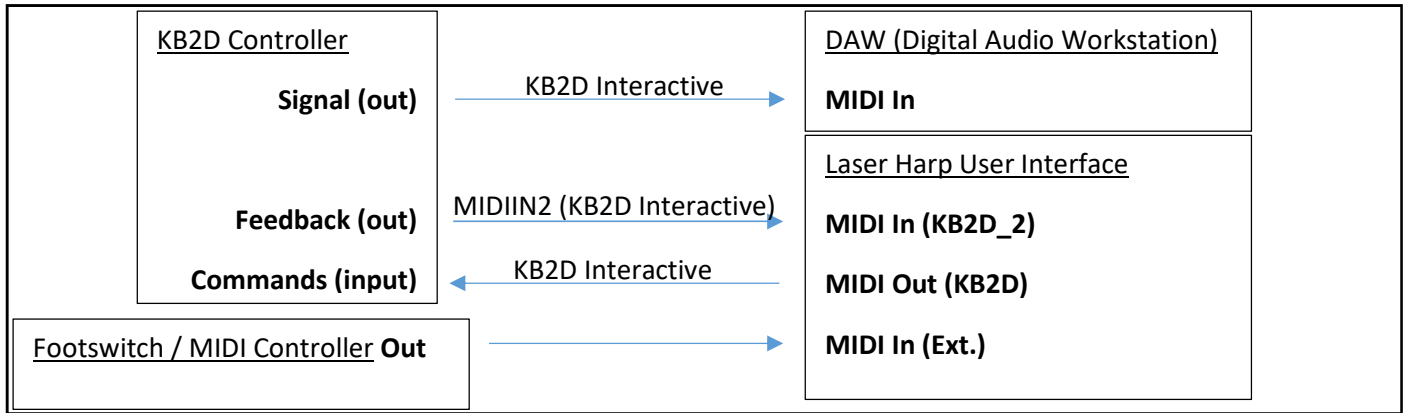 KB2D Controller
DAW (Digital Audio Workstation)
Signal (out)
KB2D Interactive
MIDI In
Laser Harp User Interface
Feedback (out)
MIDIIN2 (KB2D Interactive)
MIDI In (KB2D_2)
Commands (input)
KB2D Interactive
MIDI Out (KB2D)
Footswitch / MIDI Controller Out
MIDI In (Ext.)